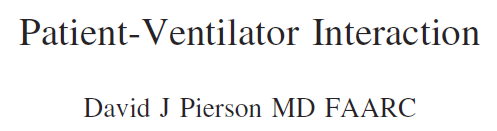 Patient-Ventilator Interaction
David J Pierson MD FAARC